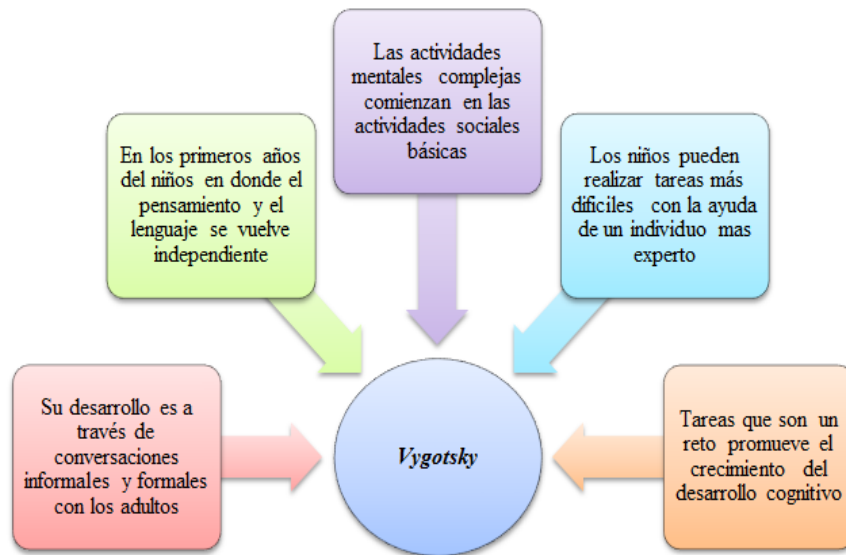 Las actividades
mentales complejas
comienzan en las
actividades sociales
básicas
En los primeros años
del niños en donde el
pensamiento y el
lenguaje se vuelve
independiente
Los niños pueden
realizar tareas más
dificiles con la ayuda
de un individuo mas
experto
Su desarrollo es a
través de
conversaciones
informales y formales
con los adultos
Vygotsky
Tareas que son un
reto promueve el
crecimiento del
desarrollo cognitivo